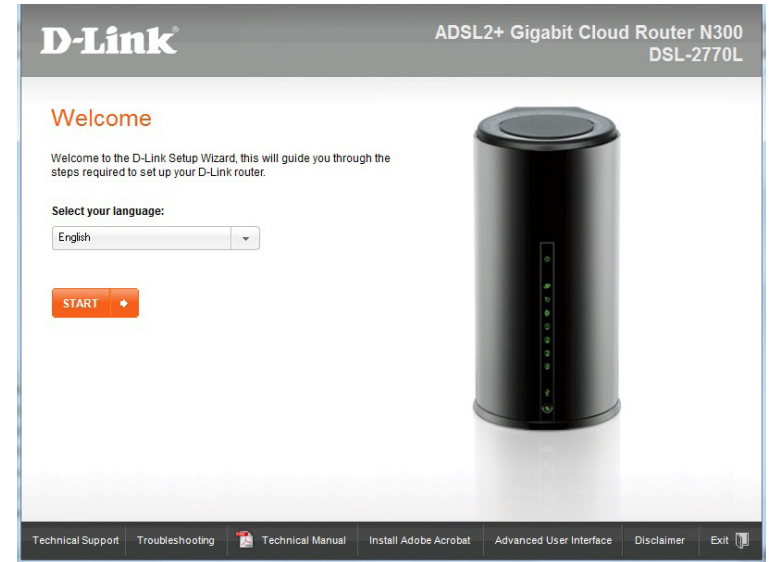 D-Link®
ADSL2+ Gigabit Cloud Router N300
DSL-2770L
Welcome
Welcome to the D-Link Setup Wizard, this will guide you through the
steps required to set up your D-Link router.
Select your language:
English
START
Technical Support Troubleshooting Technical Manual Install Adobe Acrobat Advanced User Interface Disclaimer Exit